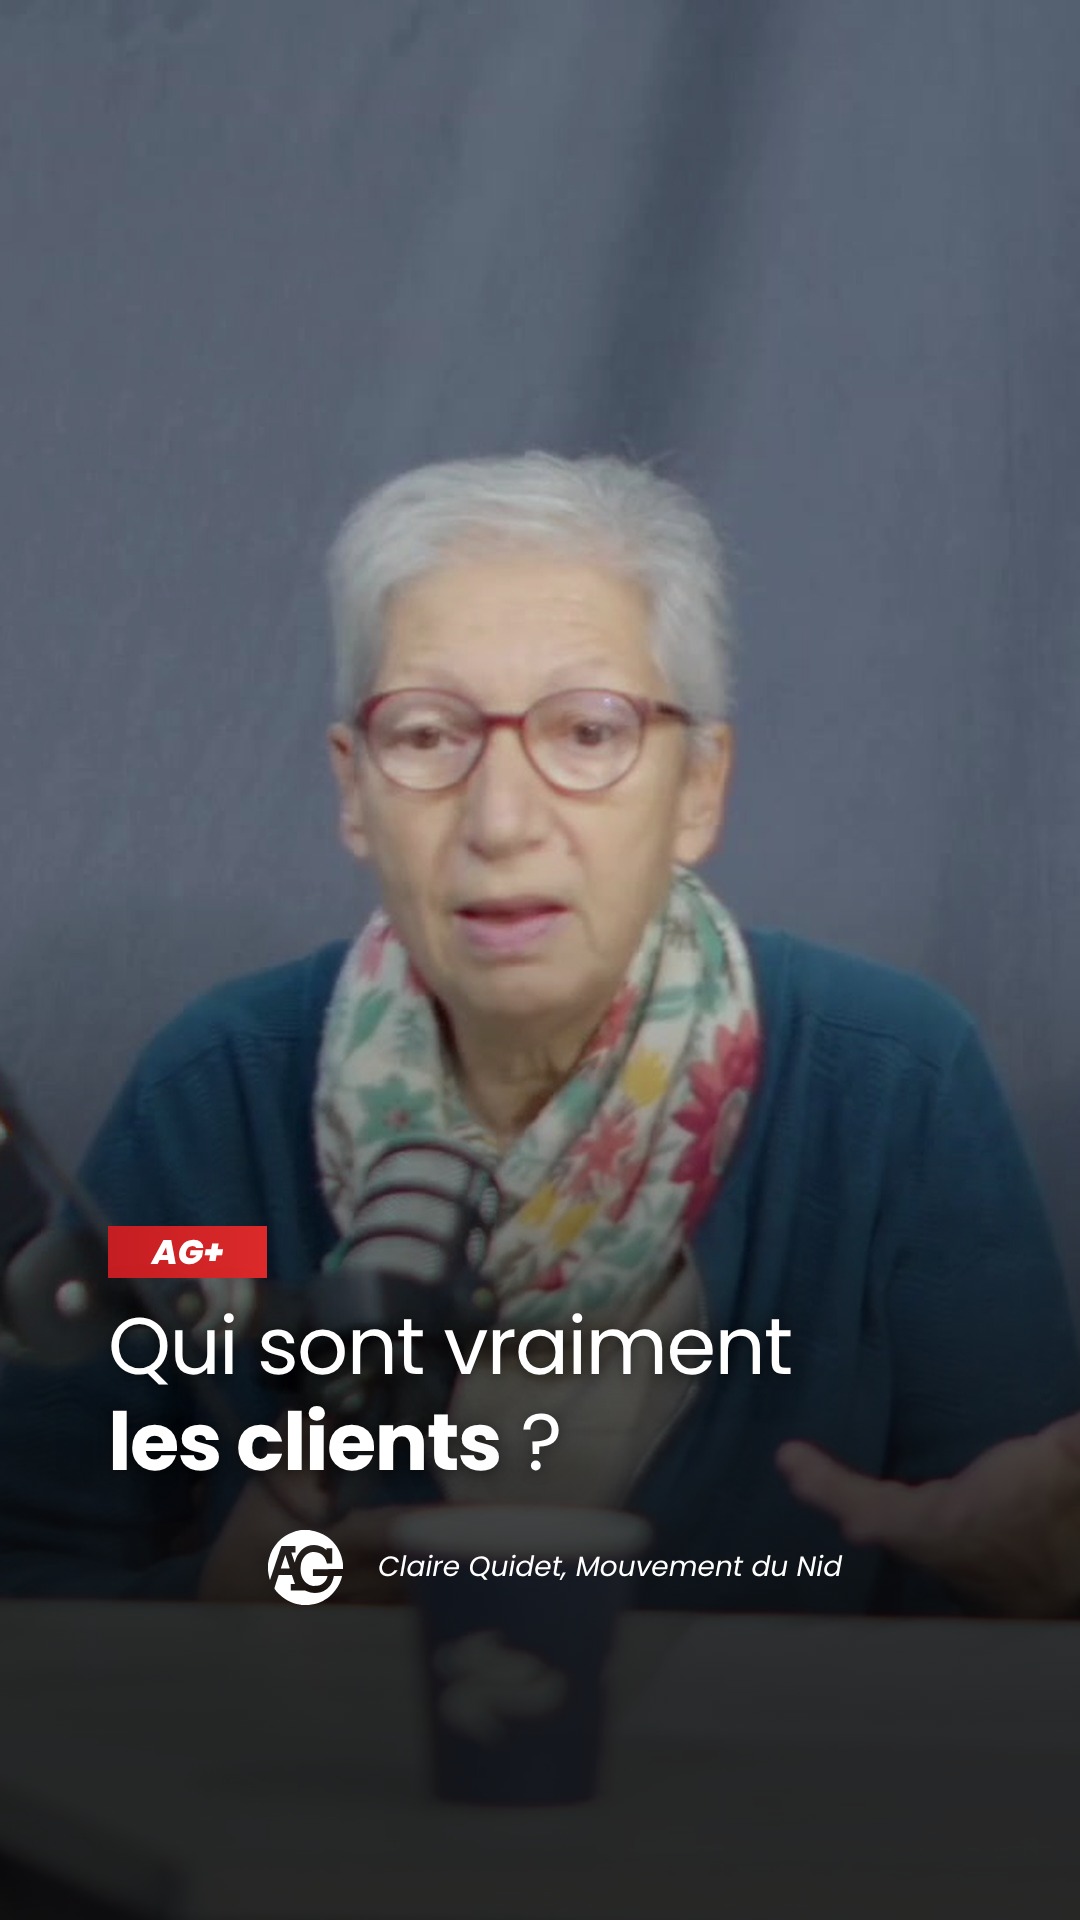 AG+
Qui sont vraiment
les clients ?
AG
Claire Quidet, Mouvement du Nid